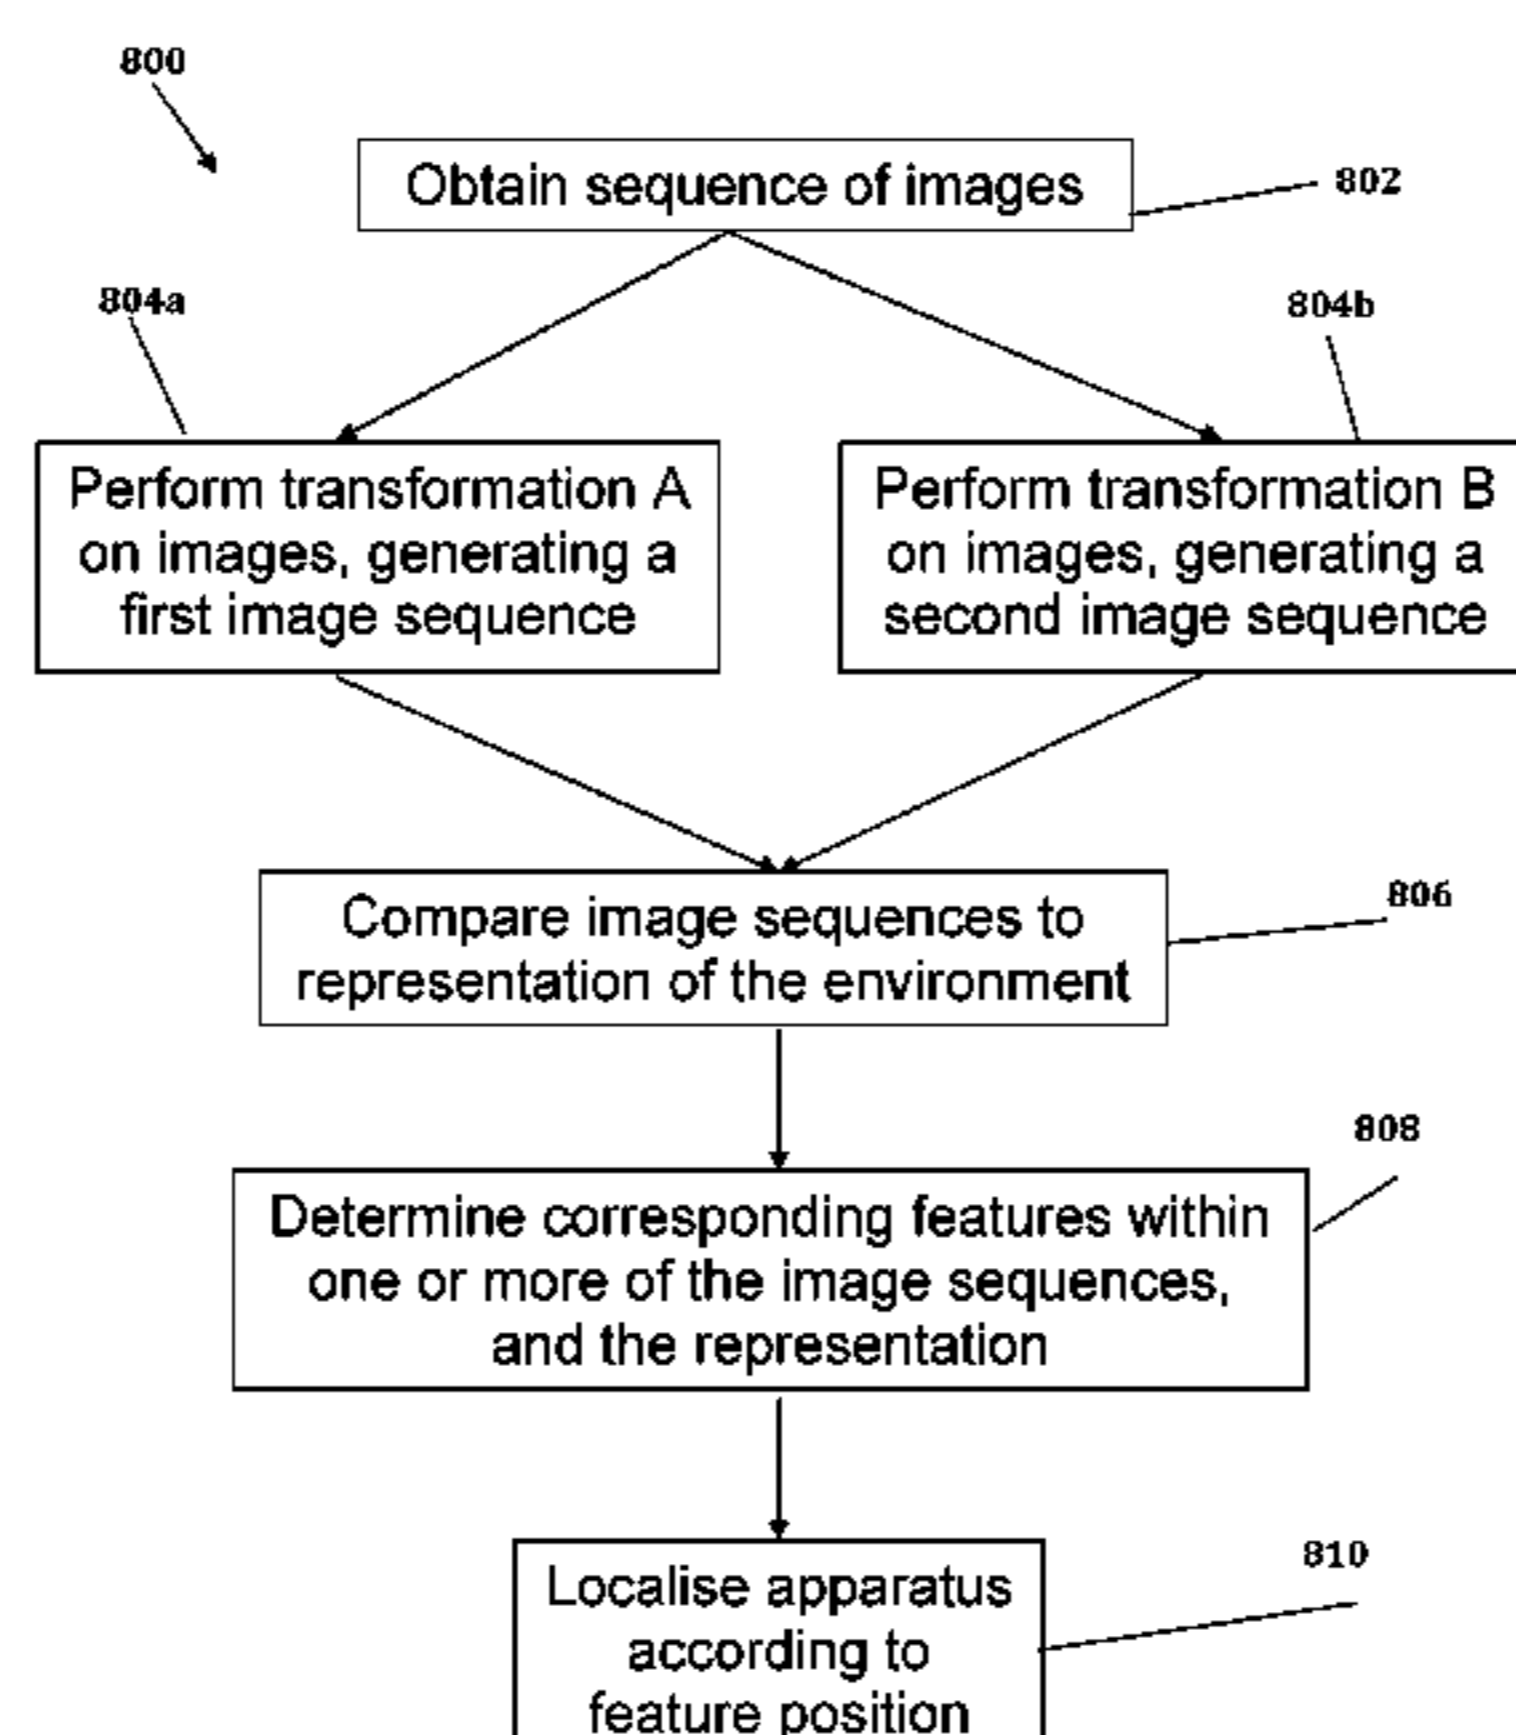 800
Obtain sequence of images
802
804a
804b
Perform transformation A
on images, generating a
first image sequence
Perform transformation B
on images, generating a
second image sequence
Compare image sequences to
representation of the environment
806
808
Determine corresponding features within
one or more of the image sequences,
and the representation
810
Localise apparatus
according to
feature position